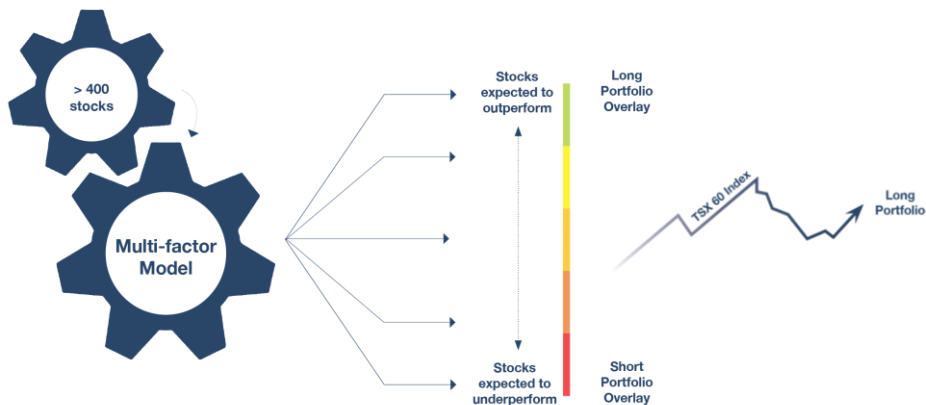 > 400
stocks
Multi-factor
Model
Stocks
expected to
outperform
Long
Portfolio
Overlay
TSX 60 Index
Long
Portfolio
Stocks
expected to
underperform
Short
Portfolio
Overlay